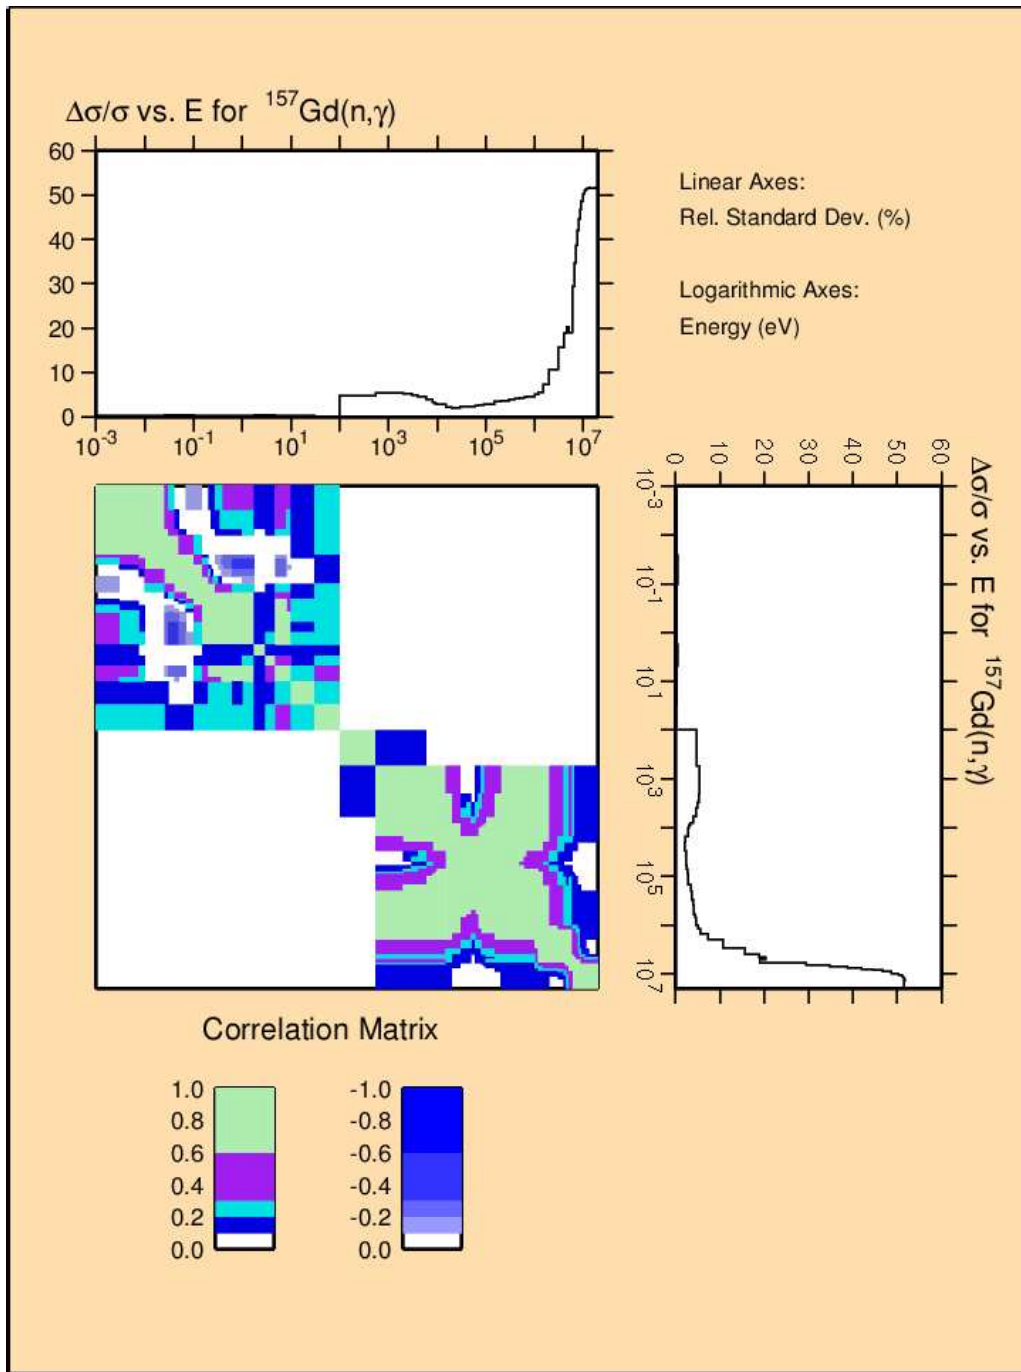 Δσ/σ vs. E for ¹⁵⁷Gd(n,γ)
60
50
40
30
20
10
0
10⁻³ 10⁻¹ 10¹ 10³ 10⁵ 10⁷
Linear Axes:
Rel. Standard Dev. (%)
Logarithmic Axes:
Energy (eV)
Δσ/σ vs. E for ¹⁵⁷Gd(n,γ)
0 10 20 30 40 50 60
10⁻³
10⁻¹
10¹
10³
10⁵
10⁷
Correlation Matrix
1.0
0.8
0.6
0.4
0.2
0.0
-1.0
-0.8
-0.6
-0.4
-0.2
0.0